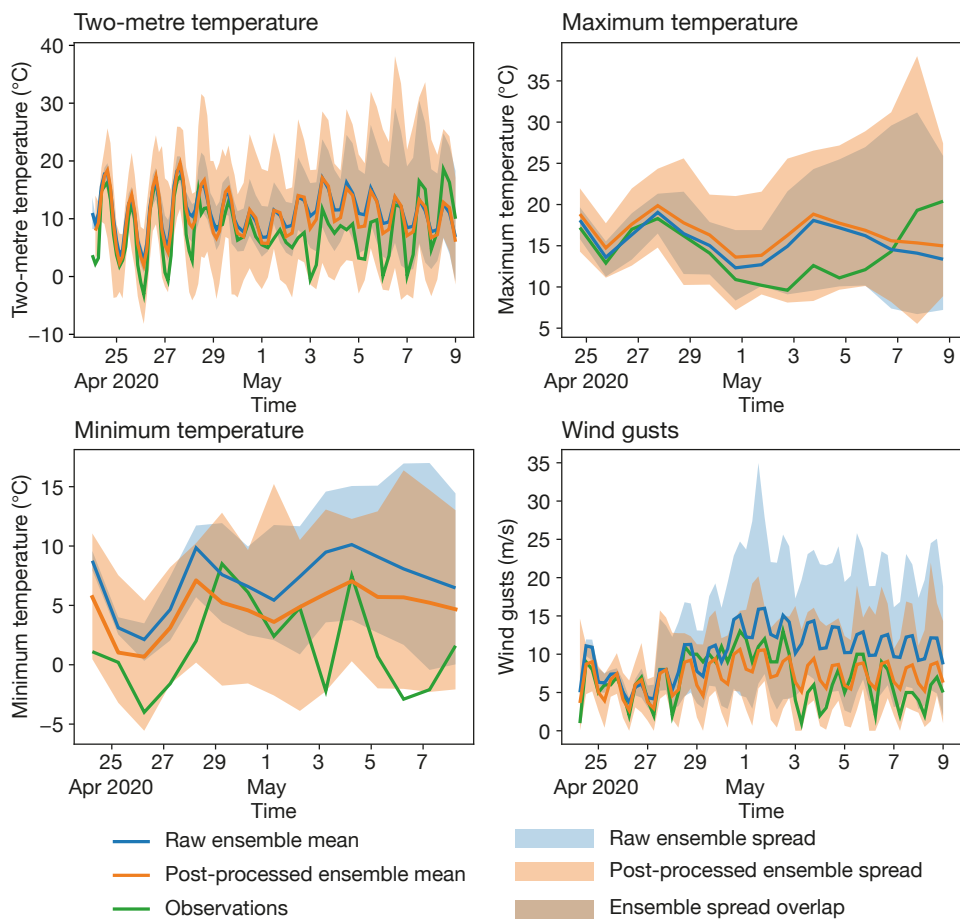 Two-metre temperature
Two-metre temperature (°C)
40
30
20
10
0
−10
25
27
29
1
3
5
7
9
Apr 2020
May
Time
Maximum temperature
Maximum temperature (°C)
35
30
25
20
15
10
5
25
27
29
1
3
5
7
9
Apr 2020
May
Time
Minimum temperature
Minimum temperature (°C)
15
10
5
0
−5
25
27
29
1
3
5
7
Apr 2020
May
Time
Wind gusts
Wind gusts (m/s)
35
30
25
20
15
10
5
0
25
27
29
1
3
5
7
9
Apr 2020
May
Time
Raw ensemble mean
Post-processed ensemble mean
Observations
Raw ensemble spread
Post-processed ensemble spread
Ensemble spread overlap